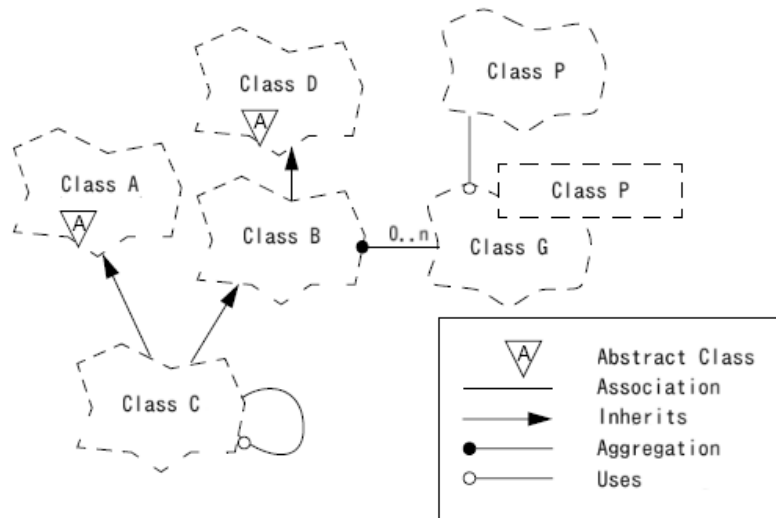 Class D
A
Class P
Class A
A
Class P
Class B
0..n
Class G
Class C
A
Abstract Class
Association
Inherits
Aggregation
Uses